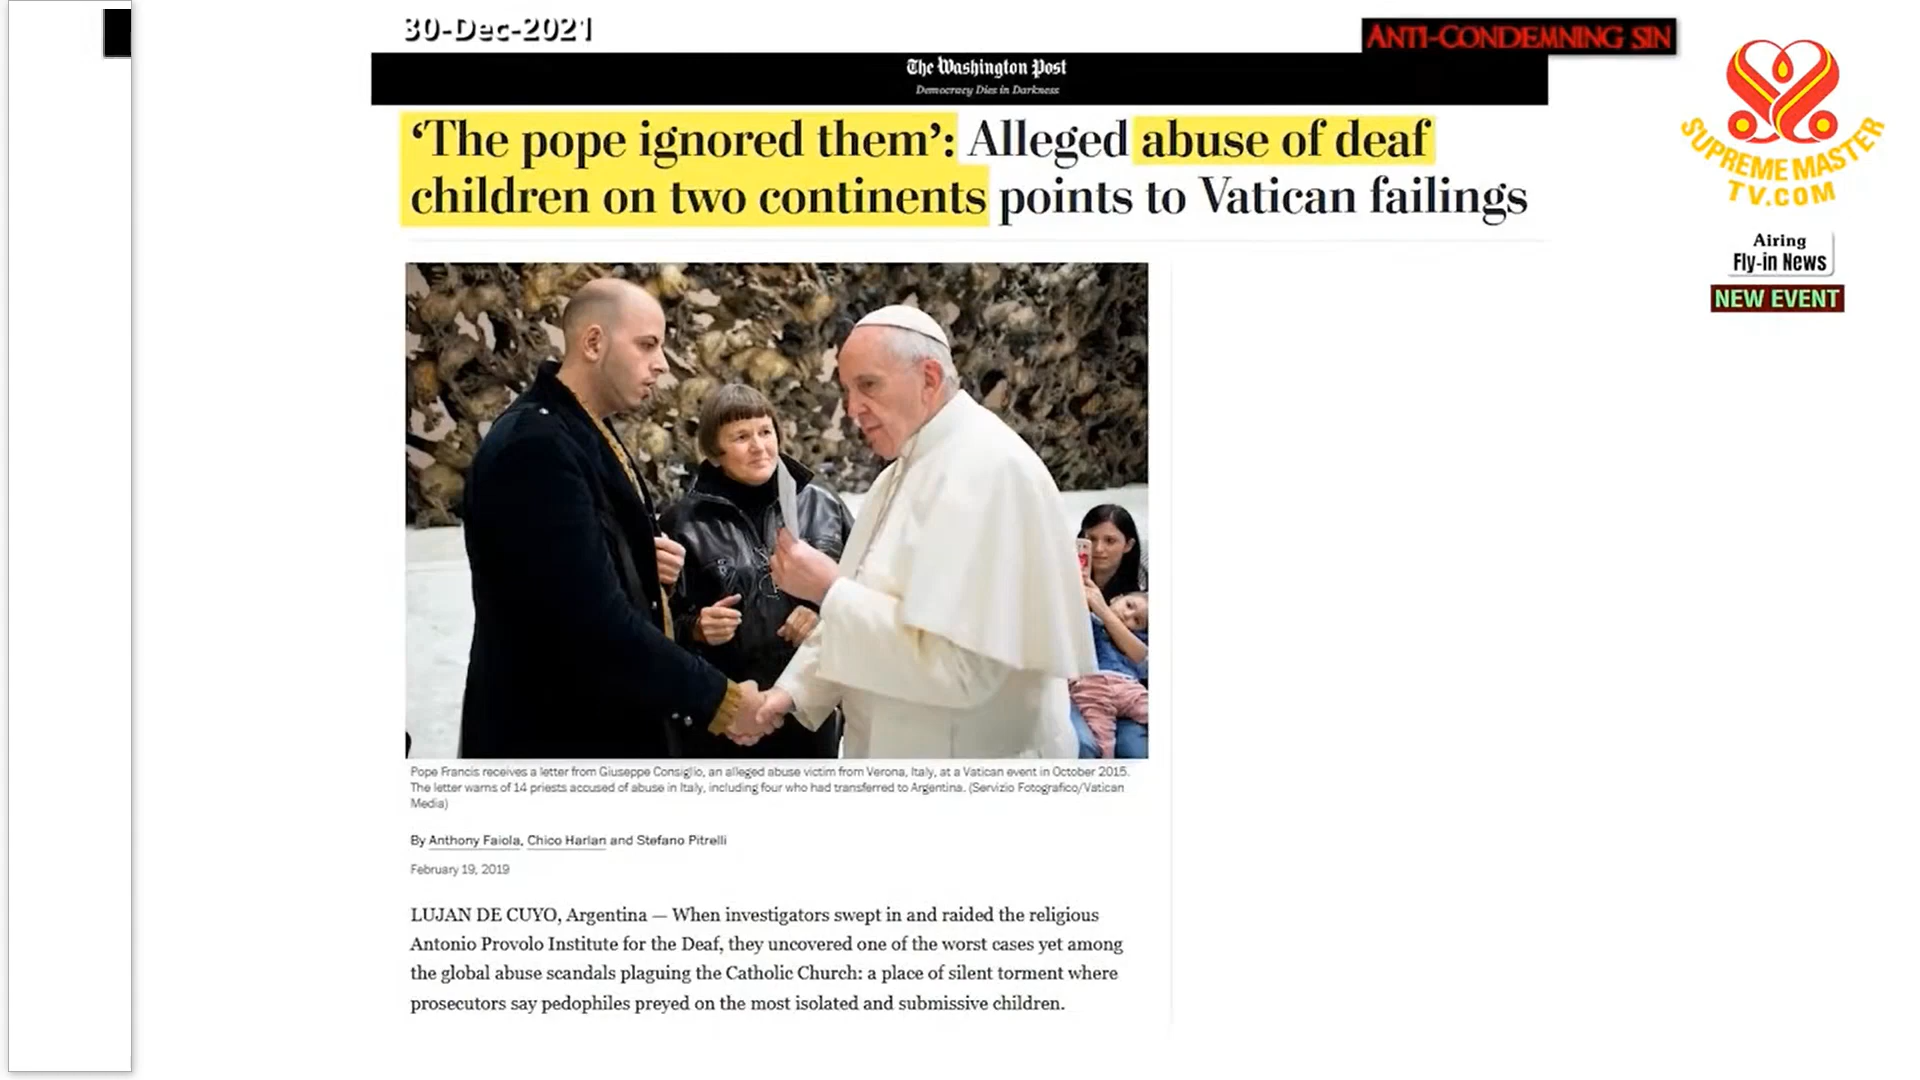 30-Dec-2021
ANTI-CONDEMNING SIN
The Washington Post
Democracy Dies in Darkness
‘The pope ignored them’: Alleged abuse of deaf
children on two continents points to Vatican failings
SUPREME MASTER
TV.COM
Airing
Fly-in News
NEW EVENT
Pope Francis receives a letter from Giuseppe Consiglio, an alleged abuse victim from Verona, Italy, at a Vatican event in October 2015.
The letter warns of 14 priests accused of abuse in Italy, including four who had transferred to Argentina. (Servizio Fotografico/Vatican
Media)
By Anthony Faiola, Chico Harlan and Stefano Pitrelli
February 19, 2019
LUJAN DE CUYO, Argentina — When investigators swept in and raided the religious
Antonio Provolo Institute for the Deaf, they uncovered one of the worst cases yet among
the global abuse scandals plaguing the Catholic Church: a place of silent torment where
prosecutors say pedophiles preyed on the most isolated and submissive children.